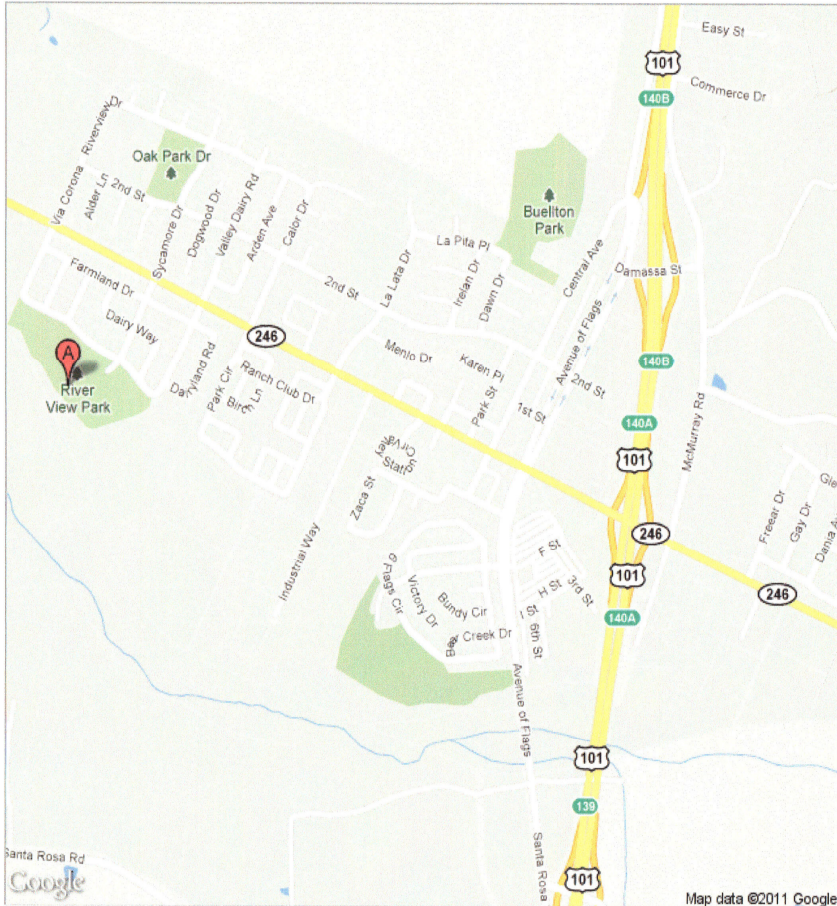 Easy St
101
Commerce Dr
140B
Riverview Dr
Oak Park Dr
Via Corona
Alder Ln
2nd St
Sycamore Dr
Dogwood Dr
Valley Dairy Rd
Arden Ave
Calor Dr
Buellton
Park
La Pita Pl
La Lata Dr
Irelan Dr
Dawn Dr
Central Ave
Damassa St
Farmland Dr
2nd St
Avenue of Flags
Dairy Way
246
Menlo Dr
Karen Pl
140B
A
River
View Park
Dairyland Rd
Park Cir
Birch Ln
Ranch Club Dr
Park St
1st St
2nd St
140A
McMurray Rd
101
Zaca St
Industrial Way
Freear Dr
Gay Dr
Dania A
Gle
246
F St
101
246
6 Flags Cir
Victory Dr
Bundy Cir
H St
3rd St
I St
6th St
140A
Creek Dr
Avenue of Flags
101
139
Santa Rosa
Santa Rosa Rd
101
Google
Map data ©2011 Google